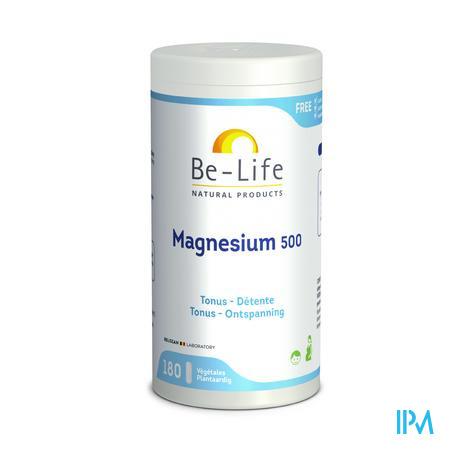 FREE
Be-Life
NATURAL PRODUCTS
Magnesium 500
Tonus - Détente
Tonus - Ontspanning
BELGIAN LABORATORY
180 Végétales
Plantaardig
IPM